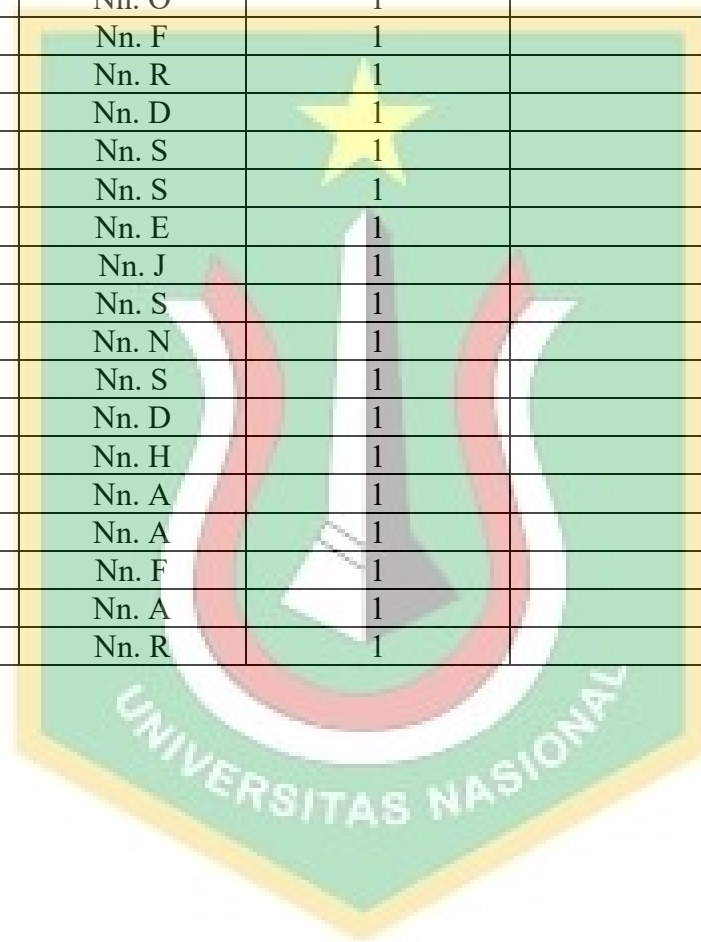 Nn. F 1
Nn. R 1
Nn. D 1
Nn. S 1
Nn. S 1
Nn. E 1
Nn. J 1
Nn. S 1
Nn. N 1
Nn. S 1
Nn. D 1
Nn. H 1
Nn. A 1
Nn. A 1
Nn. F 1
Nn. A 1
Nn. R 1
UNIVERSITAS NASIONAL